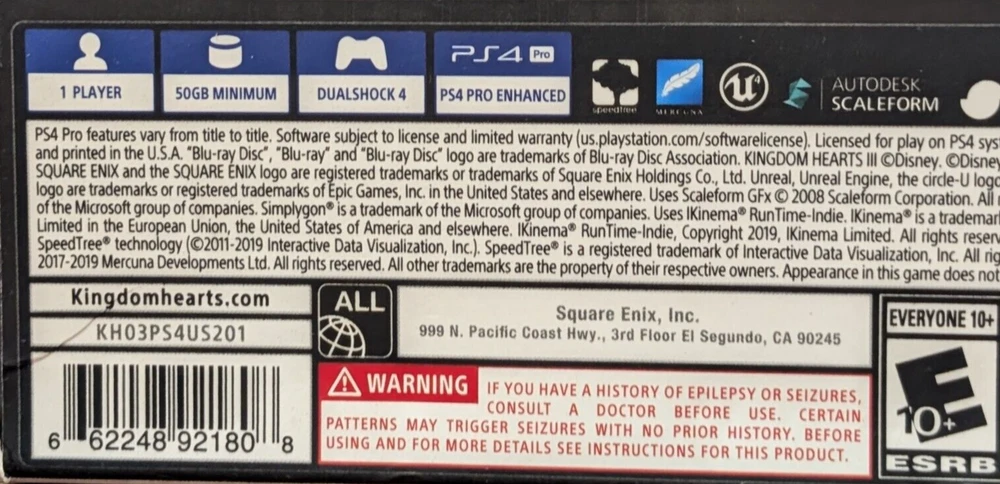 1 PLAYER
50GB MINIMUM
DUALSHOCK 4
PS4 Pro
PS4 PRO ENHANCED
speedtree
MERCUNA
U4
AUTODESK
SCALEFORM
PS4 Pro features vary from title to title. Software subject to license and limited warranty (us.playstation.com/softwarelicense). Licensed for play on PS4 sys
and printed in the U.S.A. "Blu-ray Disc", "Blu-ray" and "Blu-ray Disc" logo are trademarks of Blu-ray Disc Association. KINGDOM HEARTS III ©Disney. ©Disney
SQUARE ENIX and the SQUARE ENIX logo are registered trademarks or trademarks of Square Enix Holdings Co., Ltd. Unreal, Unreal Engine, the circle-U logo
logo are trademarks or registered trademarks of Epic Games, Inc. in the United States and elsewhere. Uses Scaleform GFx © 2008 Scaleform Corporation. All
of the Microsoft group of companies. Simplygon® is a trademark of the Microsoft group of companies. Uses IKinema® RunTime-Indie. IKinema® is a trademar
Limited in the European Union, the United States of America and elsewhere. IKinema® RunTime-Indie, Copyright 2019, IKinema Limited. All rights reserv
SpeedTree® technology (©2011-2019 Interactive Data Visualization, Inc.). SpeedTree® is a registered trademark of Interactive Data Visualization, Inc. All rig
2017-2019 Mercuna Developments Ltd. All rights reserved. All other trademarks are the property of their respective owners. Appearance in this game does not
Kingdomhearts.com
KH03PS4US201
6 62248 92180 8
ALL
Square Enix, Inc.
999 N. Pacific Coast Hwy., 3rd Floor El Segundo, CA 90245
WARNING IF YOU HAVE A HISTORY OF EPILEPSY OR SEIZURES,
CONSULT A DOCTOR BEFORE USE. CERTAIN
PATTERNS MAY TRIGGER SEIZURES WITH NO PRIOR HISTORY. BEFORE
USING AND FOR MORE DETAILS SEE INSTRUCTIONS FOR THIS PRODUCT.
EVERYONE 10+
E
10+
ESRB